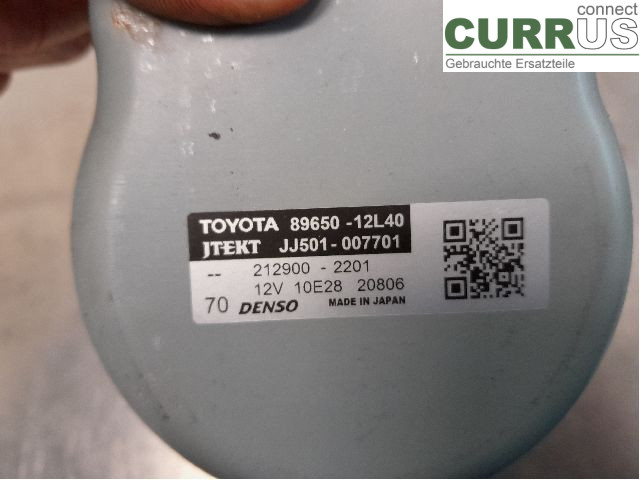 connect
CURRUS
Gebrauchte Ersatzteile
TOYOTA 89650-12L40
JTEKT JJ501-007701
-- 212900-2201
12V 10E28 20806
70 DENSO MADE IN JAPAN